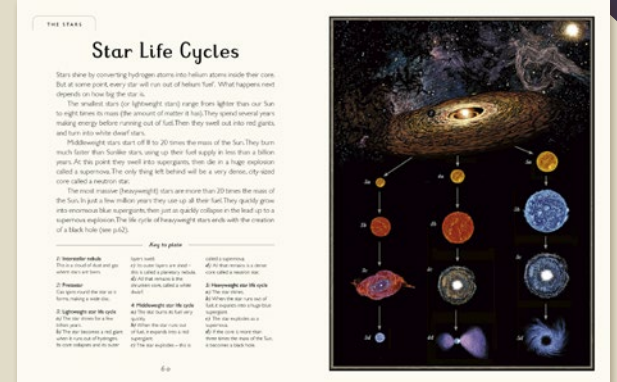 THE STARS
Star Life Cycles
Stars shine by converting hydrogen atoms into helium atoms inside their core.
But at some point, every star will run out of helium 'fuel'. What happens next
depends on how big the star is.
The smallest stars (or lightweight stars) range from lighter than our Sun
to eight times its mass (the amount of matter it has). They spend several years
making energy before running out of fuel. Then they swell out into red giants,
and turn into white dwarf stars.
Middleweight stars start off 8 to 20 times the mass of the Sun. They burn
much faster than Sunlike stars, using up their fuel supply in less than a billion
years. At this point they swell into supergiants, then die in a huge explosion
called a supernova. The only thing left behind will be a very dense, city-sized
core called a neutron star.
The most massive (heavyweight) stars are more than 20 times the mass of
the Sun. In just a few million years they use up all their fuel. They quickly grow
into enormous blue supergiants, then just as quickly collapse in the lead up to a
supernova explosion. The life cycle of heavyweight stars ends with the creation
of a black hole (see p.62).
Key to plate
1: Interstellar nebula
This is a cloud of dust and gas
where stars are born.
2: Protostar
Gas spins round the star as it
forms, making a wide disc.
3: Lightweight star life cycle
a) The star shines for a few
billion years.
b) The star becomes a red giant
when it runs out of hydrogen.
Its core collapses and its outer
layers swell.
c) Its outer layers are shed –
this is called a planetary nebula.
d) All that remains is the
shrunken core, called a white
dwarf.
4: Middleweight star life cycle
a) The star burns its fuel very
quickly.
b) When the star runs out
of fuel, it expands into a red
supergiant.
c) The star explodes – this is
called a supernova.
d) All that remains is a dense
core called a neutron star.
5: Heavyweight star life cycle
a) The star shines.
b) When the star runs out of
fuel, it expands into a huge blue
supergiant.
c) The star explodes as a
supernova.
d) If the core is more than
three times the mass of the Sun,
it becomes a black hole.
60
3a
4a
5a
3b
4b
5b
3c
4c
5c
3d
4d
5d